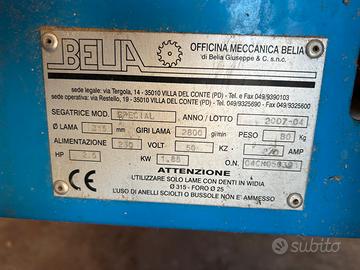 BELIA
OFFICINA MECCANICA BELIA
di Belia Giuseppe & C. s.n.c.
sede legale: via Tergola, 14 - 35010 VILLA DEL CONTE (PD) - Tel. e Fax 049/9390103
sede operativa: via Restello, 19 - 35010 VILLA DEL CONTE (PD) - Tel. 049/9325690 - Fax 049/9325600
SEGATRICE MOD. SPECIAL ANNO / LOTTO 2007-04
Ø LAMA 315 mm GIRI LAMA 2800 g/min PESO 80 Kg
ALIMENTAZIONE 230 VOLT 50 KZ AMP
HP 2.5 KW 1.85 O.N.
ATTENZIONE
UTILIZZARE SOLO LAME CON DENTI IN WIDIA
Ø 315 - FORO Ø 25
L'USO DI ANELLI SCIOLTI O BUSSOLE NON E' AMMESSO
subito